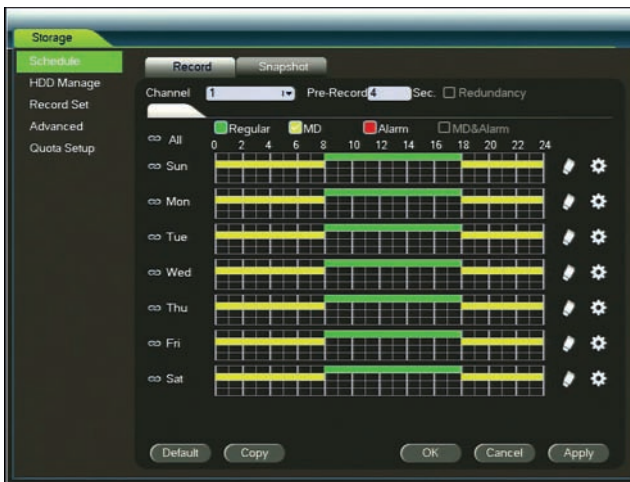 Storage
Schedule
HDD Manage
Record Set
Advanced
Quota Setup
Record Snapshot
Channel 1 Pre-Record 4 Sec. Redundancy
Regular MD Alarm MD&Alarm
All
0 2 4 6 8 10 12 14 16 18 20 22 24
Sun
Mon
Tue
Wed
Thu
Fri
Sat
Default Copy OK Cancel Apply